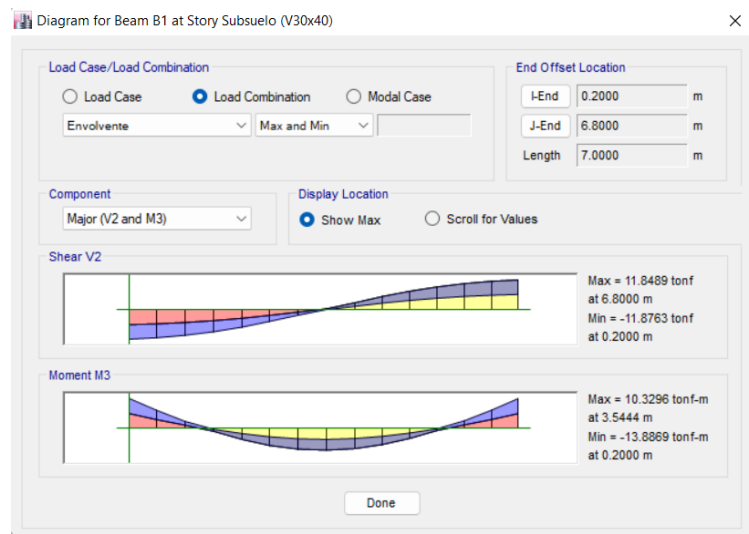 Diagram for Beam B1 at Story Subsuelo (V30x40)
Load Case/Load Combination
Load Case
Load Combination
Modal Case
Envolvente
Max and Min
End Offset Location
I-End
0.2000
m
J-End
6.8000
m
Length
7.0000
m
Component
Major (V2 and M3)
Display Location
Show Max
Scroll for Values
Shear V2
Max = 11.8489 tonf
at 6.8000 m
Min = -11.8763 tonf
at 0.2000 m
Moment M3
Max = 10.3296 tonf-m
at 3.5444 m
Min = -13.8869 tonf-m
at 0.2000 m
Done